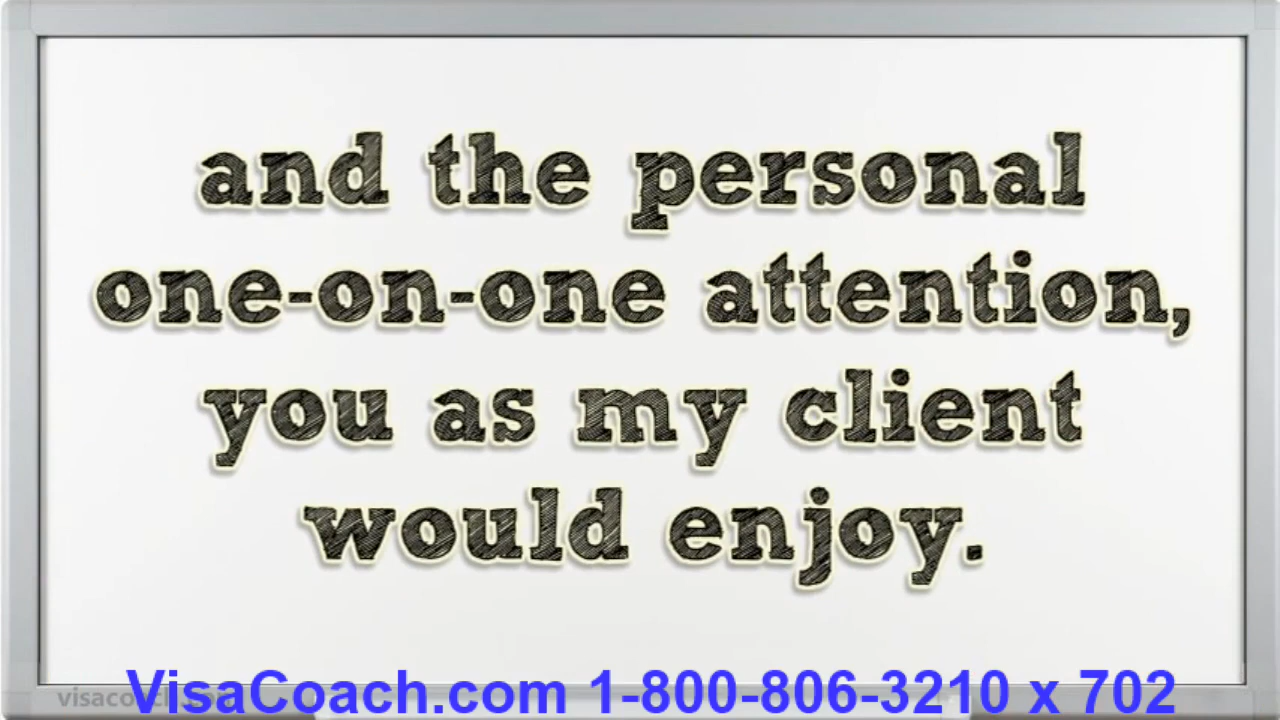 and the personal
one-on-one attention,
you as my client
would enjoy.
VisaCoach.com 1-800-806-3210 x 702